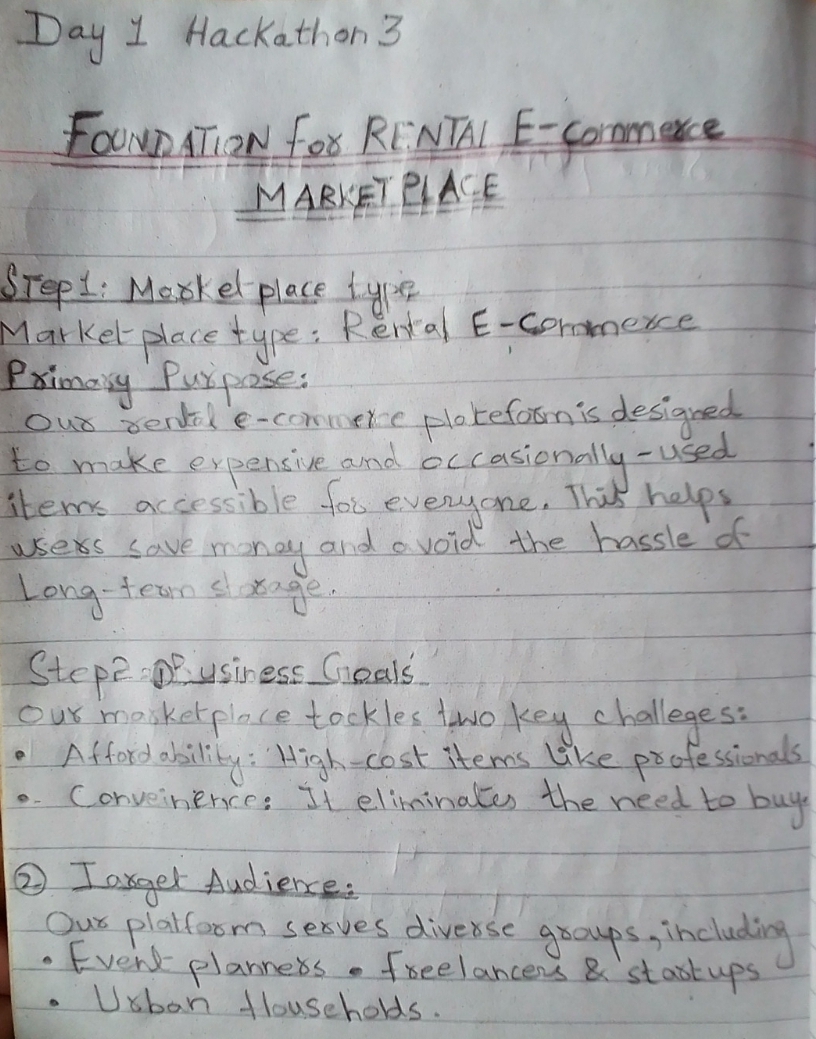 Day 1 Hackathon 3
FOUNDATION for RENTAL E-commerce
MARKETPLACE
STep1: Market place type
Market place type: Rental E-Commerce
Primary Purpose:
Our rental e-commerce plateform is designed
to make expensive and occasionally-used
items accessible for everyone. This helps
users save money and avoid the hassle of
Long-term storage.
Step2: ① Business Goals
Our marketplace tackles two key challeges:
• Affordability: High-cost items like professionals
• Conveinence: It eliminates the need to buy.
② Target Audience:
Our platform serves diverse groups, including
• Event planners • freelancers & startups
• Urban Households.